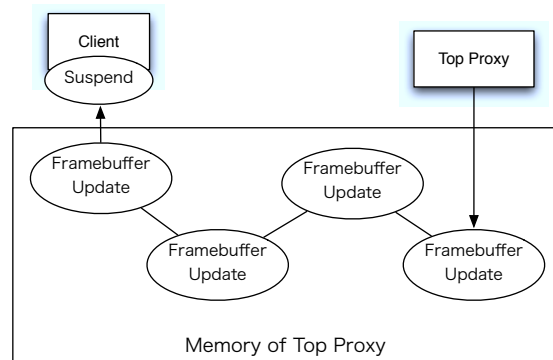 Client
Suspend
Top Proxy
Framebuffer
Update
Framebuffer
Update
Framebuffer
Update
Framebuffer
Update
Memory of Top Proxy